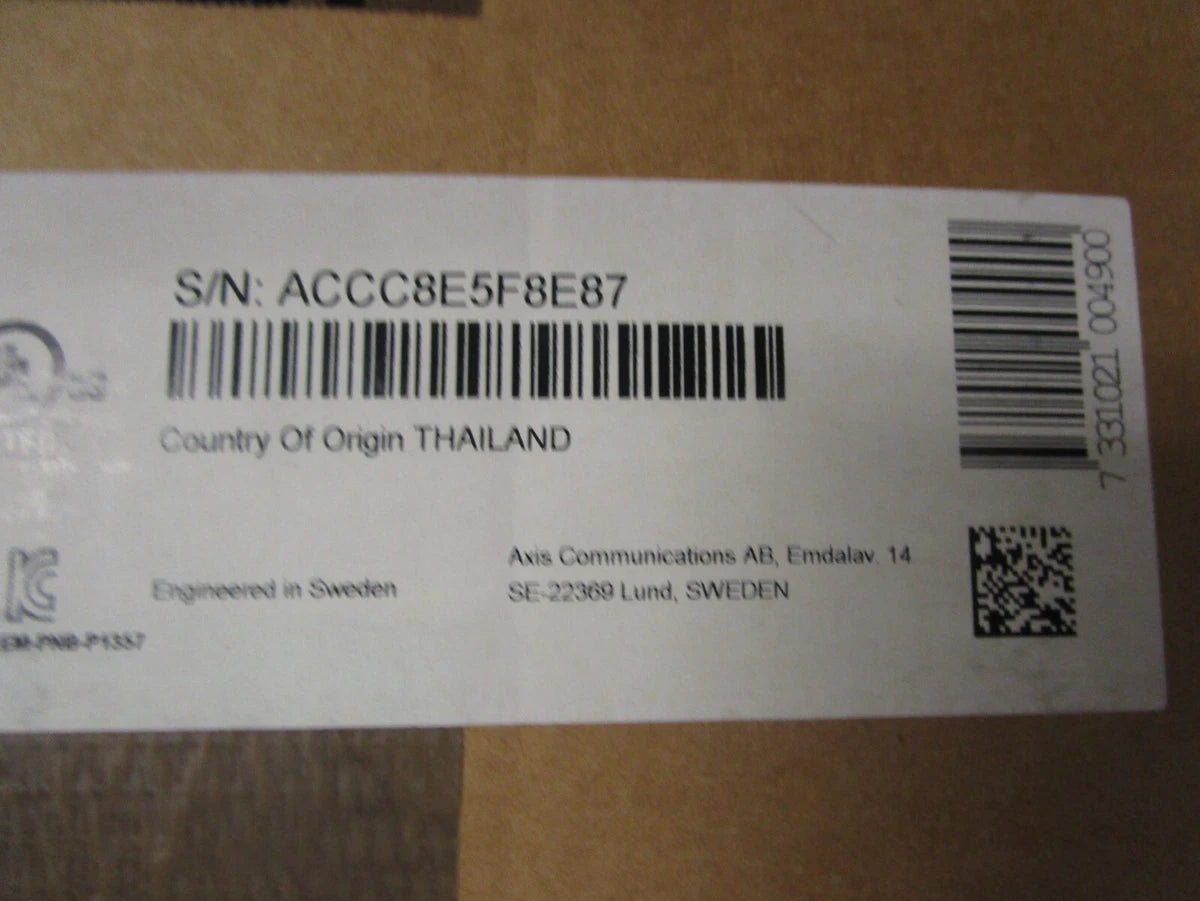 S/N: ACCC8E5F8E87
Country Of Origin THAILAND
Engineered in Sweden
Axis Communications AB, Emdalav. 14
SE-22369 Lund, SWEDEN
7 331021 004900